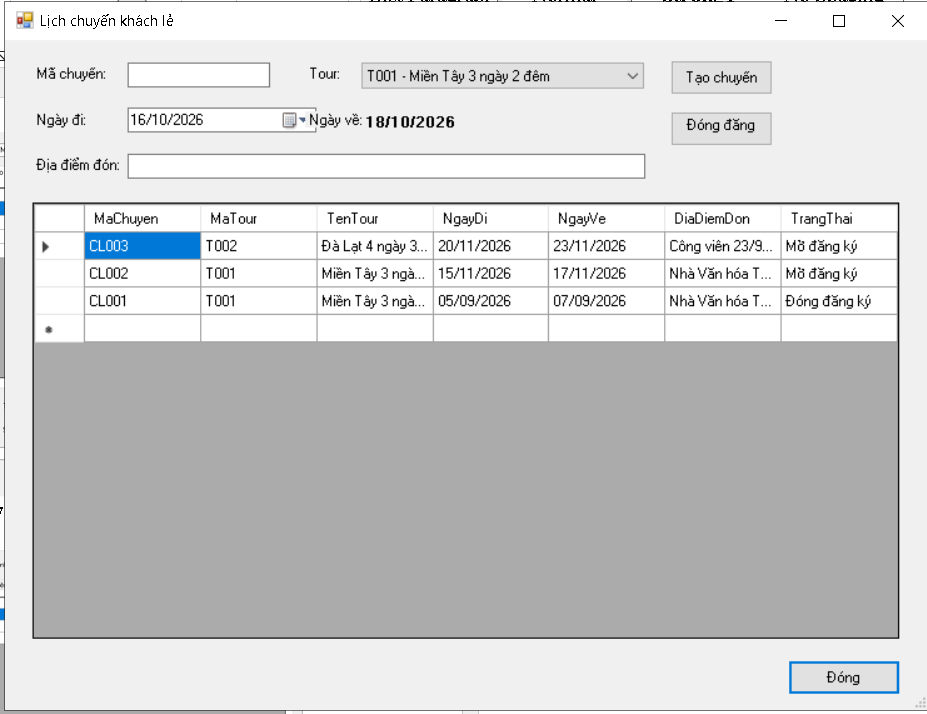 Lịch chuyến khách lẻ
Mã chuyến: Tour: T001 - Miền Tây 3 ngày 2 đêm Tạo chuyến
Ngày đi: 16/10/2026 Ngày về: 18/10/2026 Đóng đăng
Địa điểm đón:
MaChuyen MaTour TenTour NgayDi NgayVe DiaDiemDon TrangThai
CL003 T002 Đà Lạt 4 ngày 3... 20/11/2026 23/11/2026 Công viên 23/9... Mở đăng ký
CL002 T001 Miền Tây 3 ngà... 15/11/2026 17/11/2026 Nhà Văn hóa T... Mở đăng ký
CL001 T001 Miền Tây 3 ngà... 05/09/2026 07/09/2026 Nhà Văn hóa T... Đóng đăng ký
Đóng